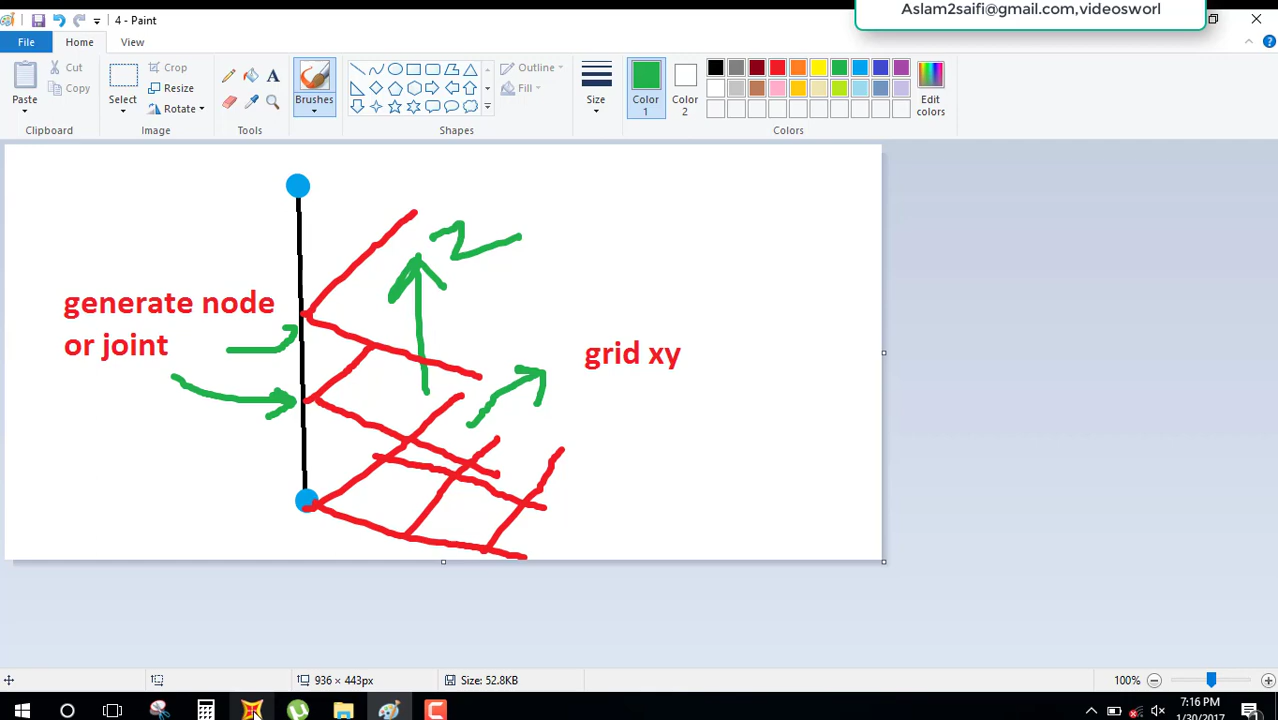 Aslam2saifi@gmail.com,videosworl
4 - Paint
File Home View
Paste
Cut
Copy
Clipboard
Select
Crop
Resize
Rotate
Image
A
Tools
Brushes
Outline
Fill
Shapes
Size
Color 1
Color 2
Edit colors
Colors
generate node
or joint
Z
grid xy
936 × 443px
Size: 52.8KB
100%
7:16 PM
1/30/2017